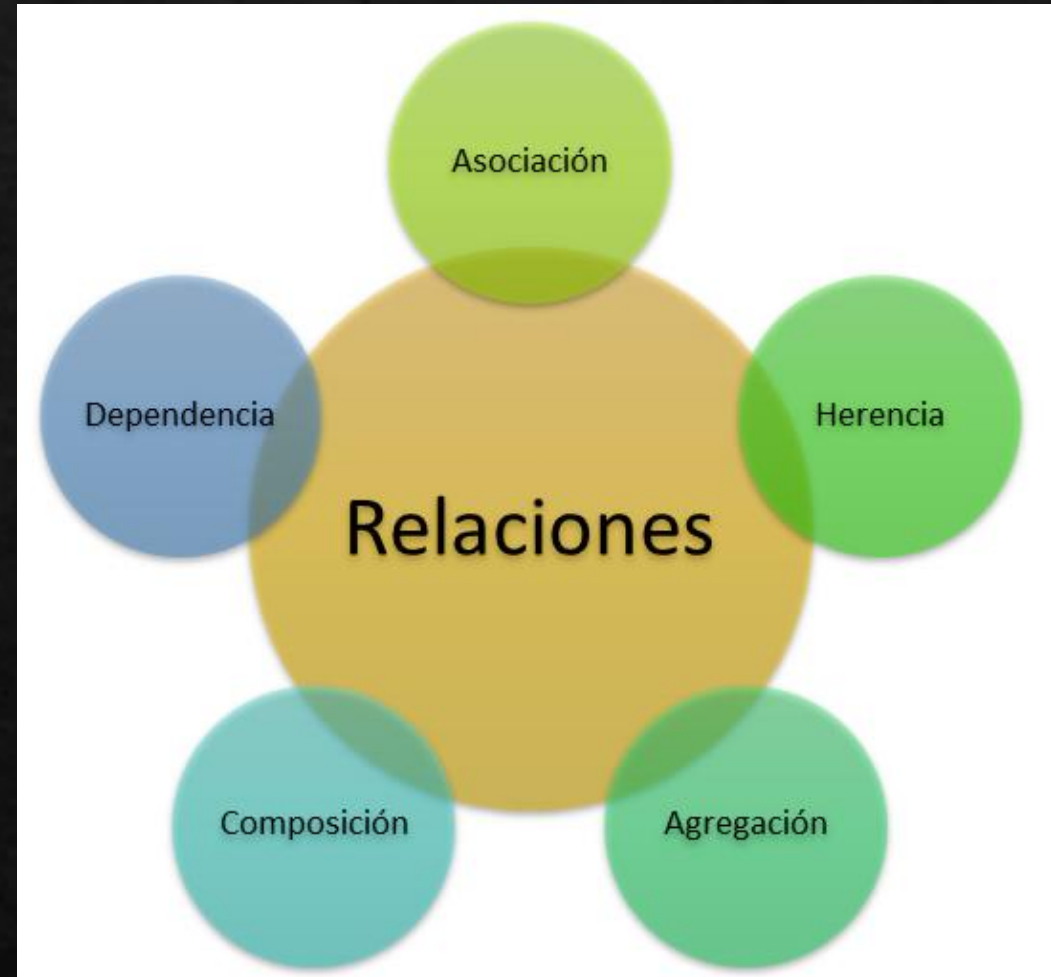 Asociación
Dependencia
Herencia
Relaciones
Composición
Agregación